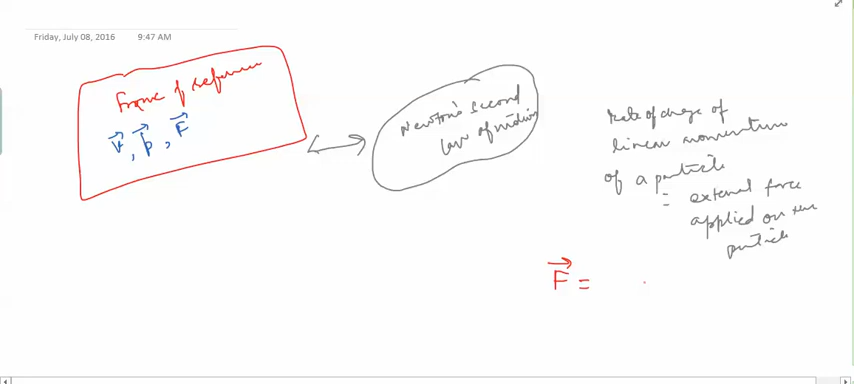 Friday, July 08, 2016 9:47 AM
Frame of reference
v, p, F
Newton's Second
law of motion
Rate of change of
linear momentum
of a particle
= external force
applied on the
particle
F =